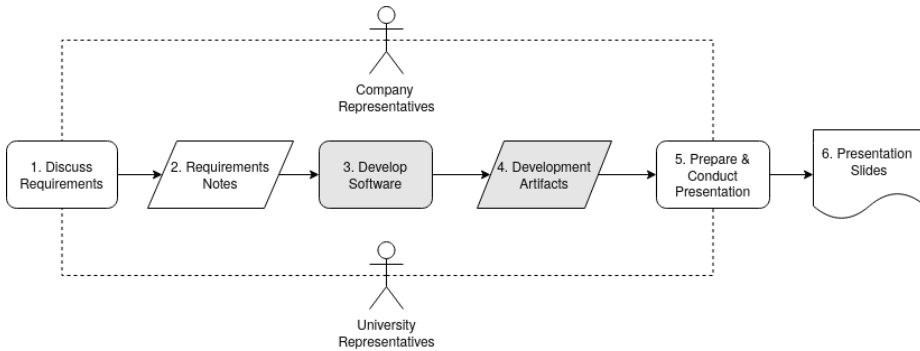 Company
Representatives
1. Discuss
Requirements
2. Requirements
Notes
3. Develop
Software
4. Development
Artifacts
5. Prepare &
Conduct
Presentation
6. Presentation
Slides
University
Representatives